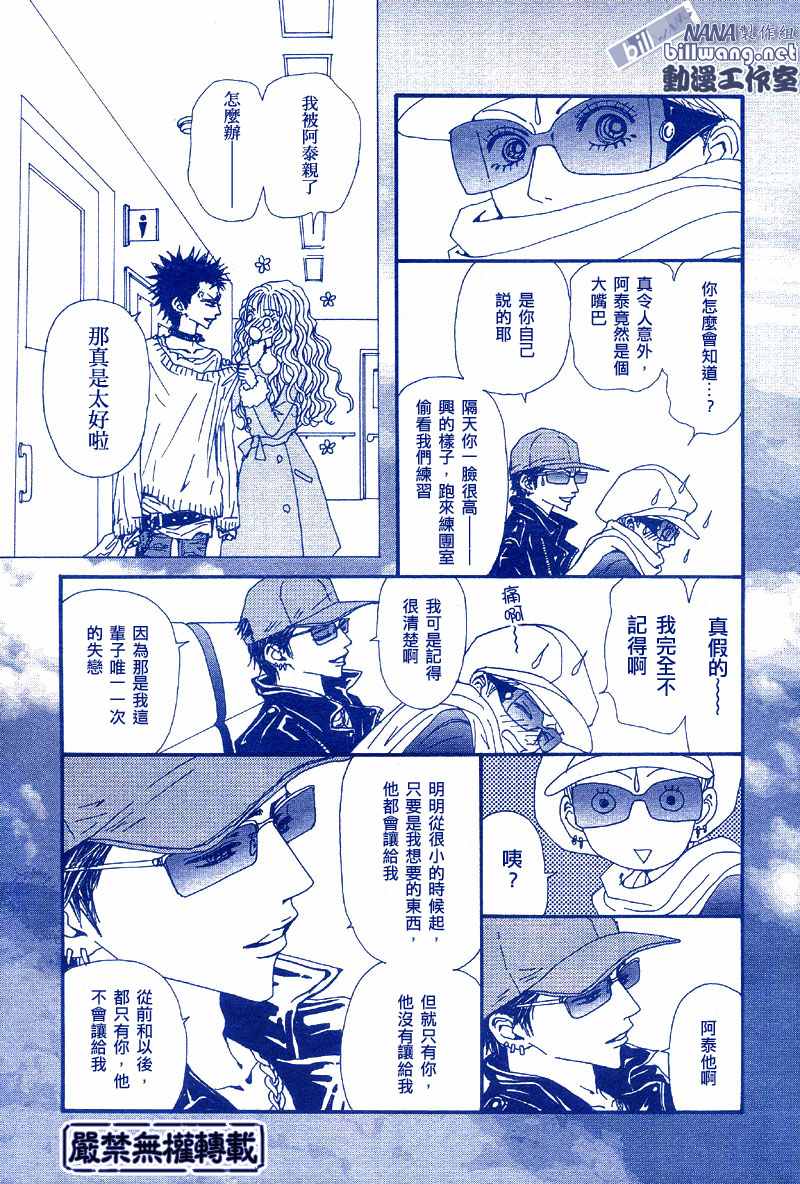 bill
NANA製作組
billwang.net
動漫工作室
你怎麼會知道…?
真令人意外，
阿泰竟然是個
大嘴巴
是你自己
說的耶
隔天你一臉很高——
興的樣子，跑來練團室
偷看我們練習
我被阿泰親了
怎麼辦——
那真是太好啦
真假的～
我完全不
記得啊
痛啊～
我可是記得
很清楚啊
因為那是我這
輩子唯一一次
的失戀
咦?
明明從很小的時候起，
只要是我想要的東西，
他都會讓給我
阿泰他啊
但就只有你，
他沒有讓給我
從前和以後，
都只有你，他
不會讓給我
嚴禁無權轉載